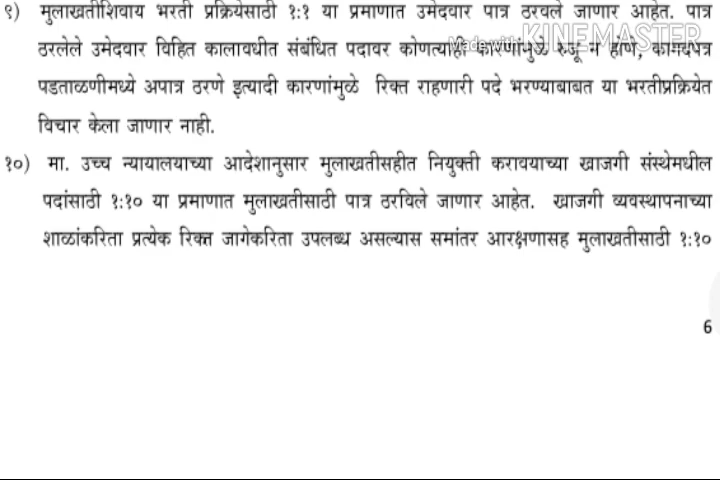 ९) मुलाखतीशिवाय भरती प्रक्रियेसाठी १:१ या प्रमाणात उमेदवार पात्र ठरवले जाणार आहेत. पात्र
ठरलेले उमेदवार विहित कालावधीत संबंधित पदावर कोणत्याही कारणांमुळे रुजू न होणे, कागदपत्र
Made with KINEMASTER
पडताळणीमध्ये अपात्र ठरणे इत्यादी कारणांमुळे रिक्त राहणारी पदे भरण्याबाबत या भरतीप्रक्रियेत
विचार केला जाणार नाही.
१०) मा. उच्च न्यायालयाच्या आदेशानुसार मुलाखतीसहीत नियुक्ती करावयाच्या खाजगी संस्थेमधील
पदांसाठी १:१० या प्रमाणात मुलाखतीसाठी पात्र ठरविले जाणार आहेत. खाजगी व्यवस्थापनाच्या
शाळांकरिता प्रत्येक रिक्त जागेकरिता उपलब्ध असल्यास समांतर आरक्षणासह मुलाखतीसाठी १:१०
6